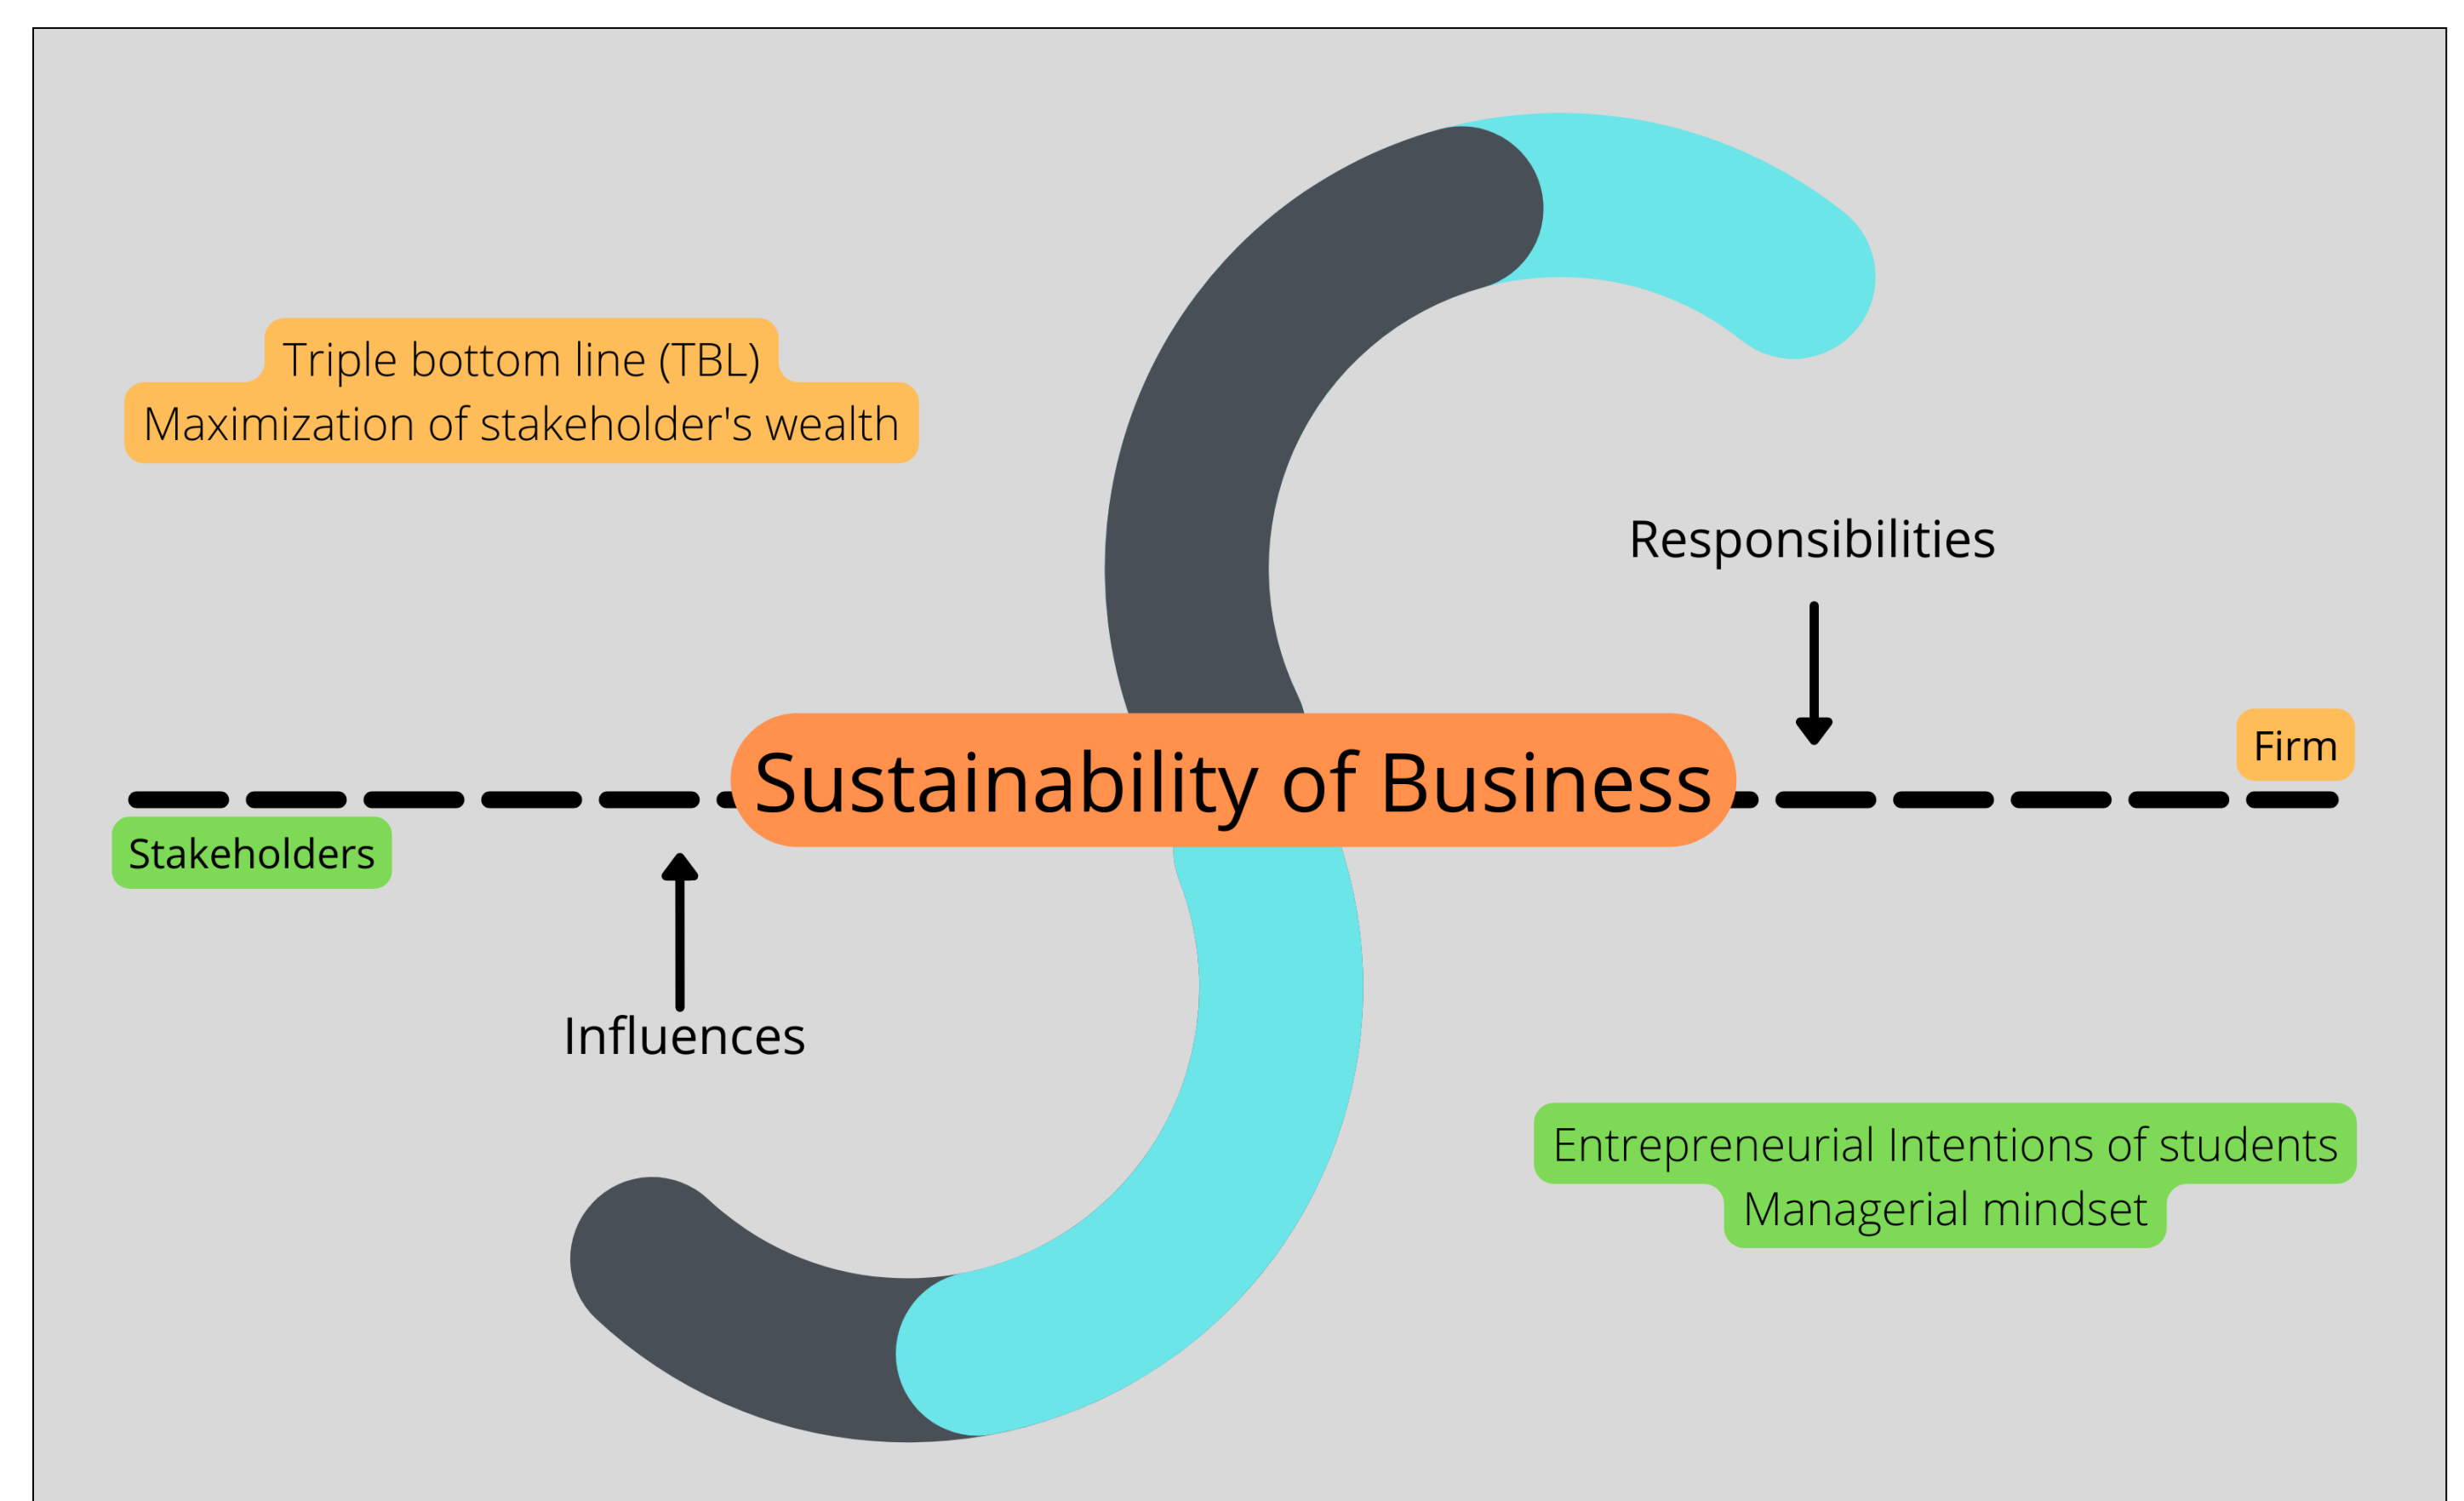 Triple bottom line (TBL)
Maximization of stakeholder's wealth
Responsibilities
Firm
Sustainability of Business
Stakeholders
Influences
Entrepreneurial Intentions of students
Managerial mindset